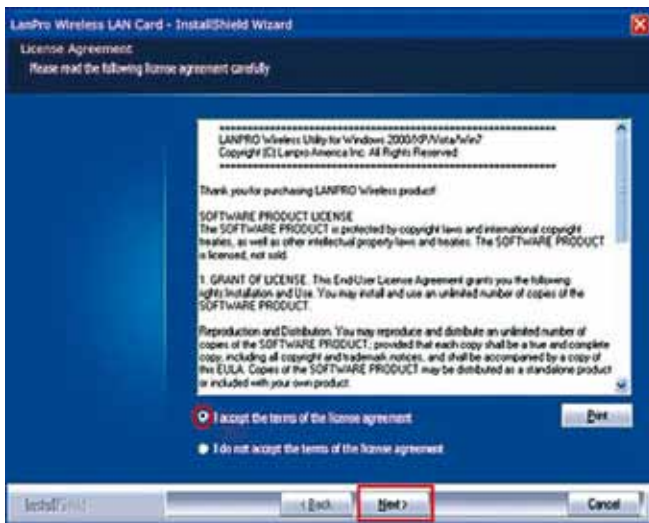 LanPro Wireless LAN Card - InstallShield Wizard
License Agreement
Please read the following license agreement carefully
************************************************************
LANPRO Wireless Utility for Windows 2000/XP/Vista/Win7
Copyright (C) Lanpro America Inc. All Rights Reserved.
************************************************************
Thank you for purchasing LANPRO Wireless product!
SOFTWARE PRODUCT LICENSE
The SOFTWARE PRODUCT is protected by copyright laws and international copyright
treaties, as well as other intellectual property laws and treaties. The SOFTWARE PRODUCT
is licensed, not sold.
1. GRANT OF LICENSE. This End-User License Agreement grants you the following
rights: Installation and Use. You may install and use an unlimited number of copies of the
SOFTWARE PRODUCT.
Reproduction and Distribution. You may reproduce and distribute an unlimited number of
copies of the SOFTWARE PRODUCT; provided that each copy shall be a true and complete
copy, including all copyright and trademark notices, and shall be accompanied by a copy of
this EULA. Copies of the SOFTWARE PRODUCT may be distributed as a standalone product
or included with your own product.
I accept the terms of the license agreement
Print
I do not accept the terms of the license agreement
InstallShield
< Back
Next >
Cancel